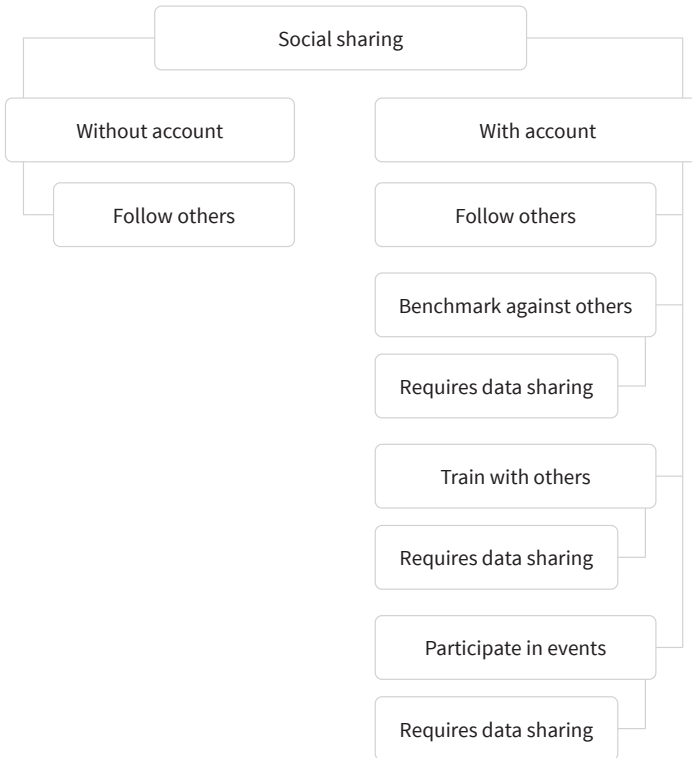 Social sharing
Without account
With account
Follow others
Follow others
Benchmark against others
Requires data sharing
Train with others
Requires data sharing
Participate in events
Requires data sharing